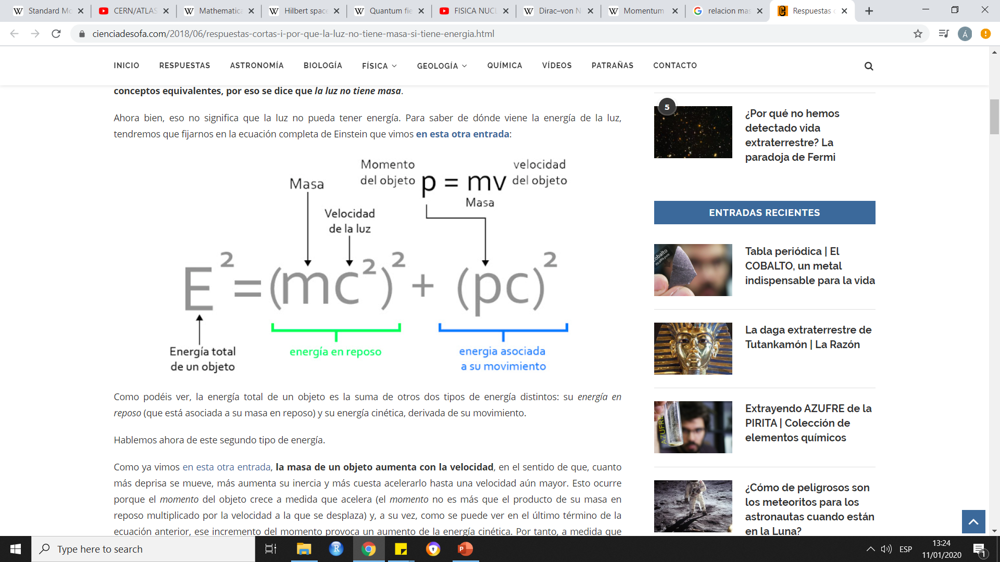 Standard Mo
CERN/ATLAS
Mathematica
Hilbert space
Quantum fie
FISICA NUCL
Dirac–von N
Momentum
relacion mas
Respuestas c
cienciadesofa.com/2018/06/respuestas-cortas-i-por-que-la-luz-no-tiene-masa-si-tiene-energia.html
Á
INICIO
RESPUESTAS
ASTRONOMÍA
BIOLOGÍA
FÍSICA
GEOLOGÍA
QUÍMICA
VÍDEOS
PATRAÑAS
CONTACTO
conceptos equivalentes, por eso se dice que la luz no tiene masa.
Ahora bien, eso no significa que la luz no pueda tener energía. Para saber de dónde viene la energía de la luz,
tendremos que fijarnos en la ecuación completa de Einstein que vimos en esta otra entrada:
Momento
del objeto
p = mv
velocidad
del objeto
Masa
Masa
Velocidad
de la luz
E²=(mc²)² + (pc)²
Energía total
de un objeto
energía en reposo
energia asociada
a su movimiento
Como podéis ver, la energía total de un objeto es la suma de otros dos tipos de energía distintos: su energía en
reposo (que está asociada a su masa en reposo) y su energía cinética, derivada de su movimiento.
Hablemos ahora de este segundo tipo de energía.
Como ya vimos en esta otra entrada, la masa de un objeto aumenta con la velocidad, en el sentido de que, cuanto
más deprisa se mueve, más aumenta su inercia y más cuesta acelerarlo hasta una velocidad aún mayor. Esto ocurre
porque el momento del objeto crece a medida que acelera (el momento no es más que el producto de su masa en
reposo multiplicado por la velocidad a la que se desplaza) y, a su vez, como se puede ver en el último término de la
ecuación anterior, ese incremento del momento provoca un aumento de la energía cinética. Por tanto, a medida que
5
¿Por qué no hemos
detectado vida
extraterrestre? La
paradoja de Fermi
ENTRADAS RECIENTES
Cobalto
Tabla periódica | El
COBALTO, un metal
indispensable para la vida
La daga extraterrestre de
Tutankamón | La Razón
AZUFRE
Extrayendo AZUFRE de la
PIRITA | Colección de
elementos químicos
¿Cómo de peligrosos son
los meteoritos para los
astronautas cuando están
en la Luna?
Type here to search
R
P
ESP
13:24
11/01/2020
1